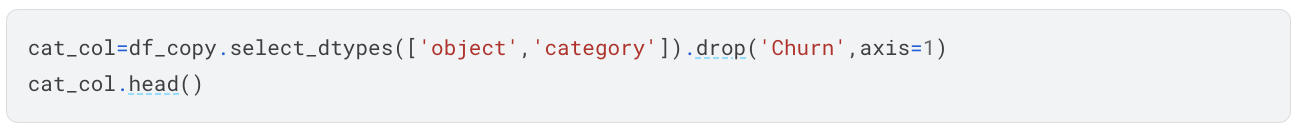 cat_col=df_copy.select_dtypes(['object','category']).drop('Churn',axis=1)
cat_col.head()